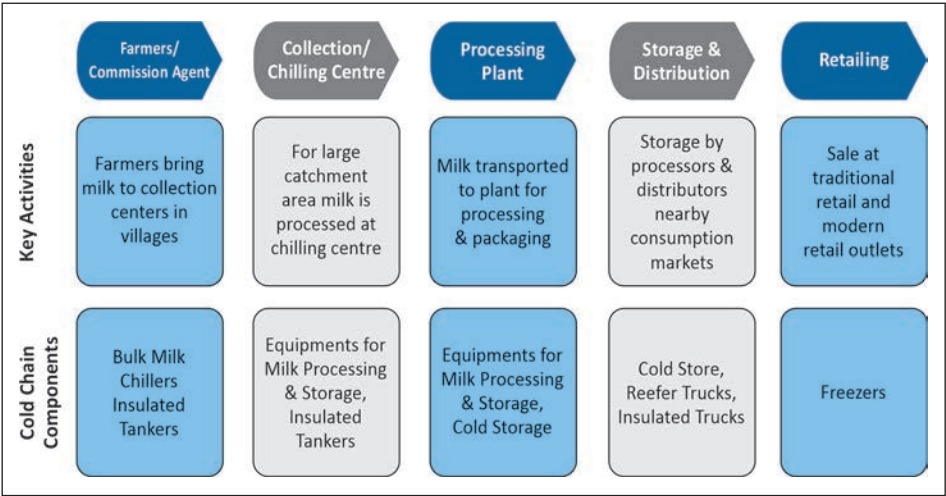 Farmers/
Commission Agent
Collection/
Chilling Centre
Processing
Plant
Storage &
Distribution
Retailing
Key Activities
Farmers bring
milk to collection
centers in
villages
For large
catchment
area milk is
processed at
chilling centre
Milk transported
to plant for
processing
& packaging
Storage by
processors &
distributors
nearby
consumption
markets
Sale at
traditional
retail and
modern
retail outlets
Cold Chain
Components
Bulk Milk
Chillers
Insulated
Tankers
Equipments for
Milk Processing
& Storage,
Insulated
Tankers
Equipments for
Milk Processing
& Storage,
Cold Storage
Cold Store,
Reefer Trucks,
Insulated Trucks
Freezers